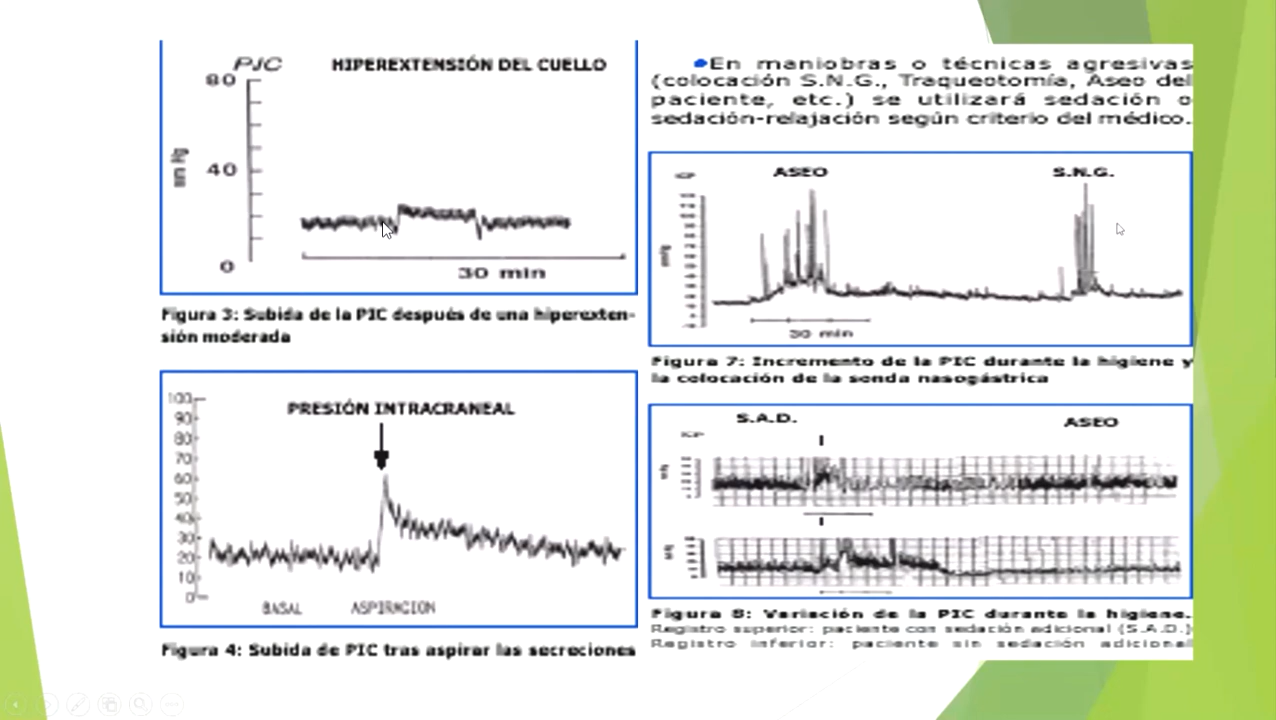 PIC
HIPEREXTENSIÓN DEL CUELLO
80
40
0
mm Hg
30 min
Figura 3: Subida de la PIC después de una hiperexten-
sión moderada
100
90
80
70
60
50
40
30
20
10
0
PRESIÓN INTRACRANEAL
BASAL
ASPIRACION
Figura 4: Subida de PIC tras aspirar las secreciones
●En maniobras o técnicas agresivas
(colocación S.N.G., Traqueotomía, Aseo del
paciente, etc.) se utilizará sedación o
sedación-relajación según criterio del médico.
ASEO
S.N.G.
30 min
Figura 7: Incremento de la PIC durante la higiene y
la colocación de la sonda nasogástrica
S.A.D.
ASEO
Figura 8: Variación de la PIC durante la higiene.
Registro superior: paciente con sedación adicional (S.A.D.)
Registro inferior: paciente sin sedación adicional